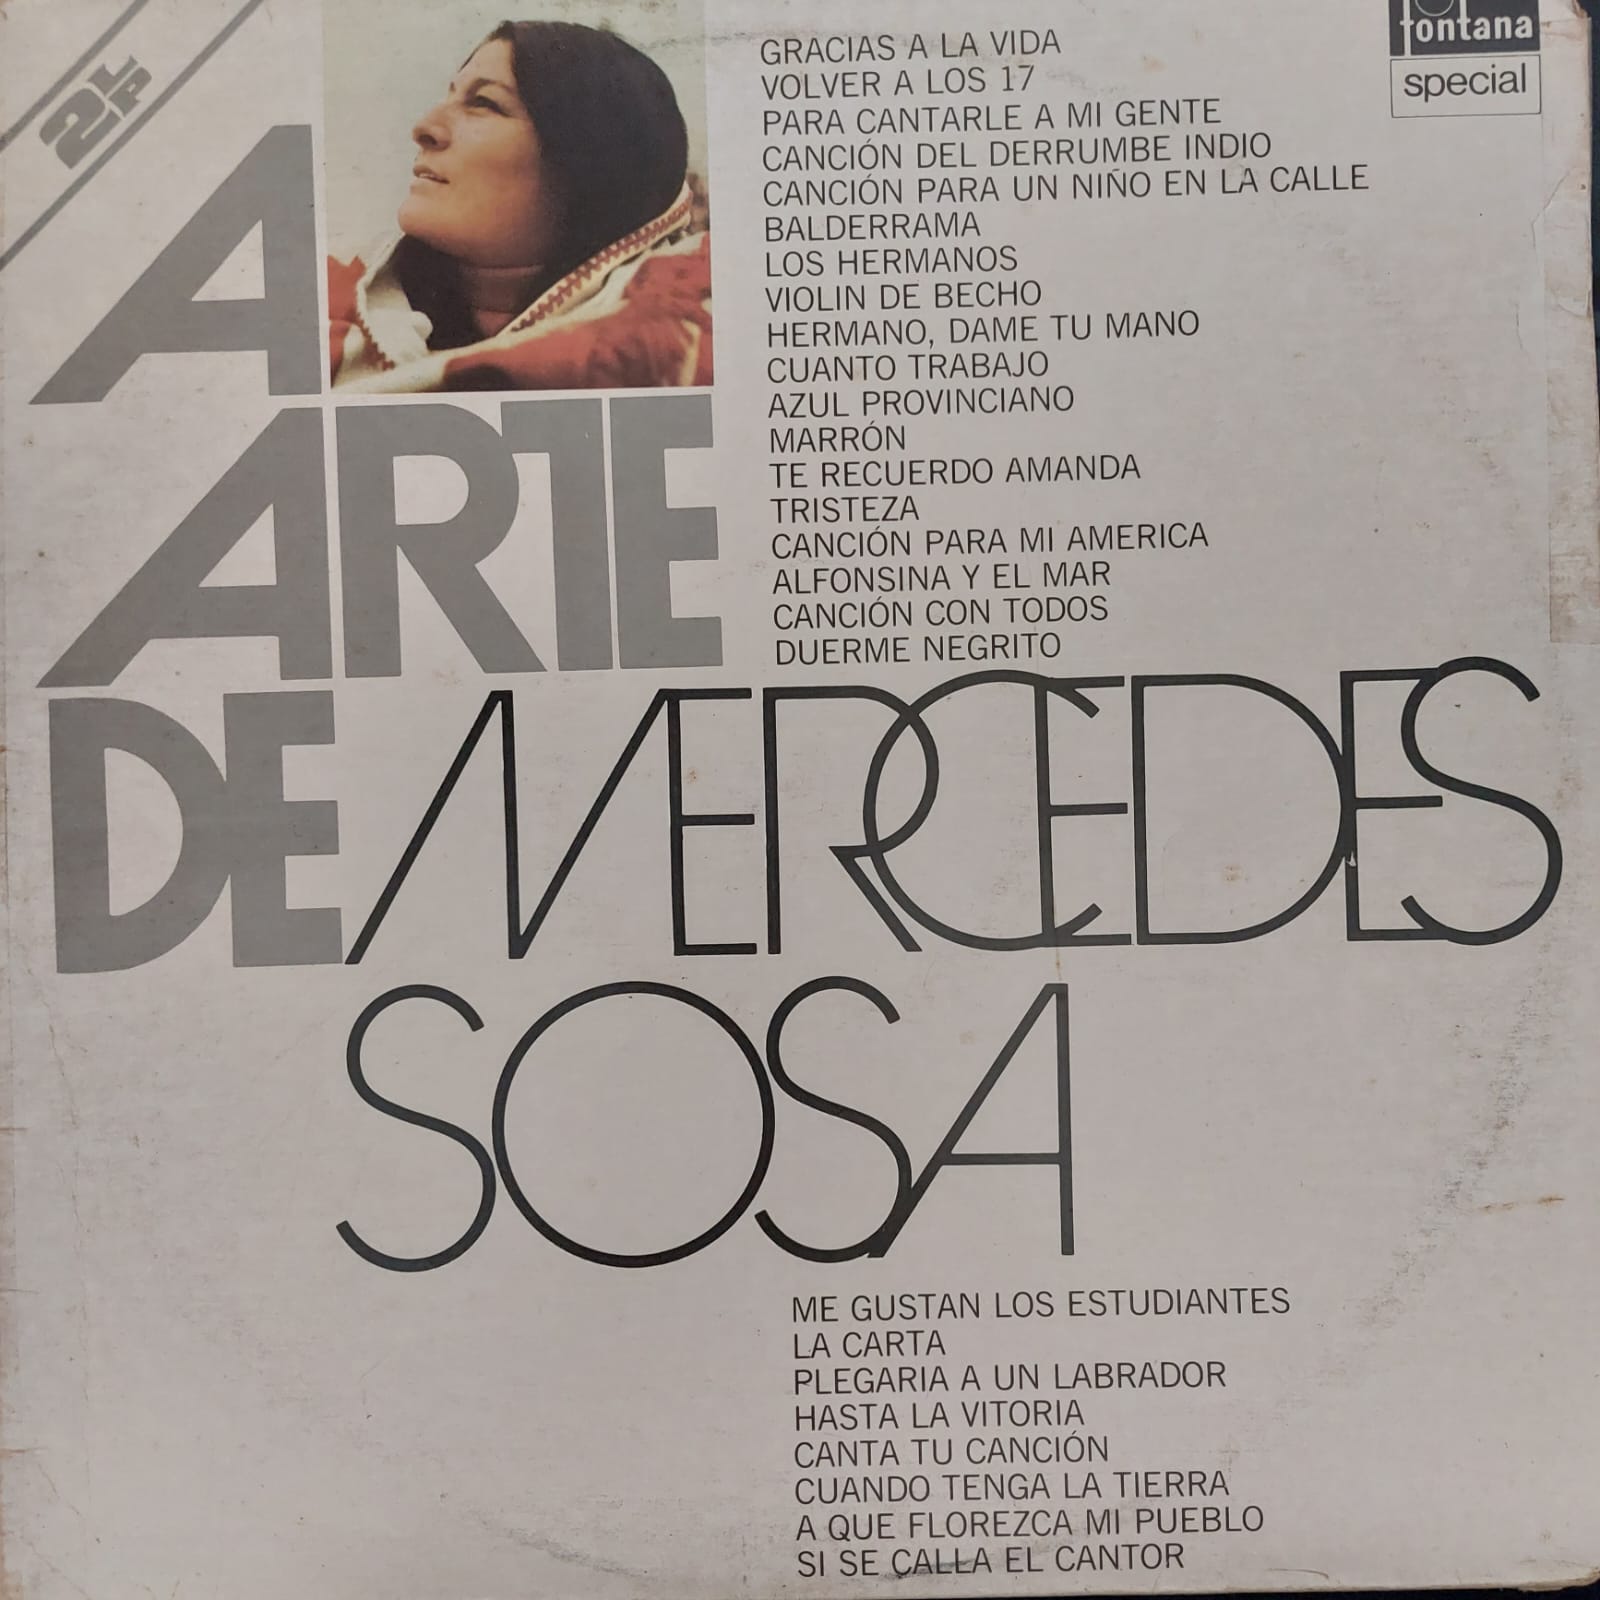 2 LP
fontana
special
GRACIAS A LA VIDA
VOLVER A LOS 17
PARA CANTARLE A MI GENTE
CANCIÓN DEL DERRUMBE INDIO
CANCIÓN PARA UN NIÑO EN LA CALLE
BALDERRAMA
LOS HERMANOS
VIOLIN DE BECHO
HERMANO, DAME TU MANO
CUANTO TRABAJO
AZUL PROVINCIANO
MARRÓN
TE RECUERDO AMANDA
TRISTEZA
CANCIÓN PARA MI AMERICA
ALFONSINA Y EL MAR
CANCIÓN CON TODOS
DUERME NEGRITO
A
ARTE
DE MERCEDES
SOSA
ME GUSTAN LOS ESTUDIANTES
LA CARTA
PLEGARIA A UN LABRADOR
HASTA LA VITORIA
CANTA TU CANCIÓN
CUANDO TENGA LA TIERRA
A QUE FLOREZCA MI PUEBLO
SI SE CALLA EL CANTOR